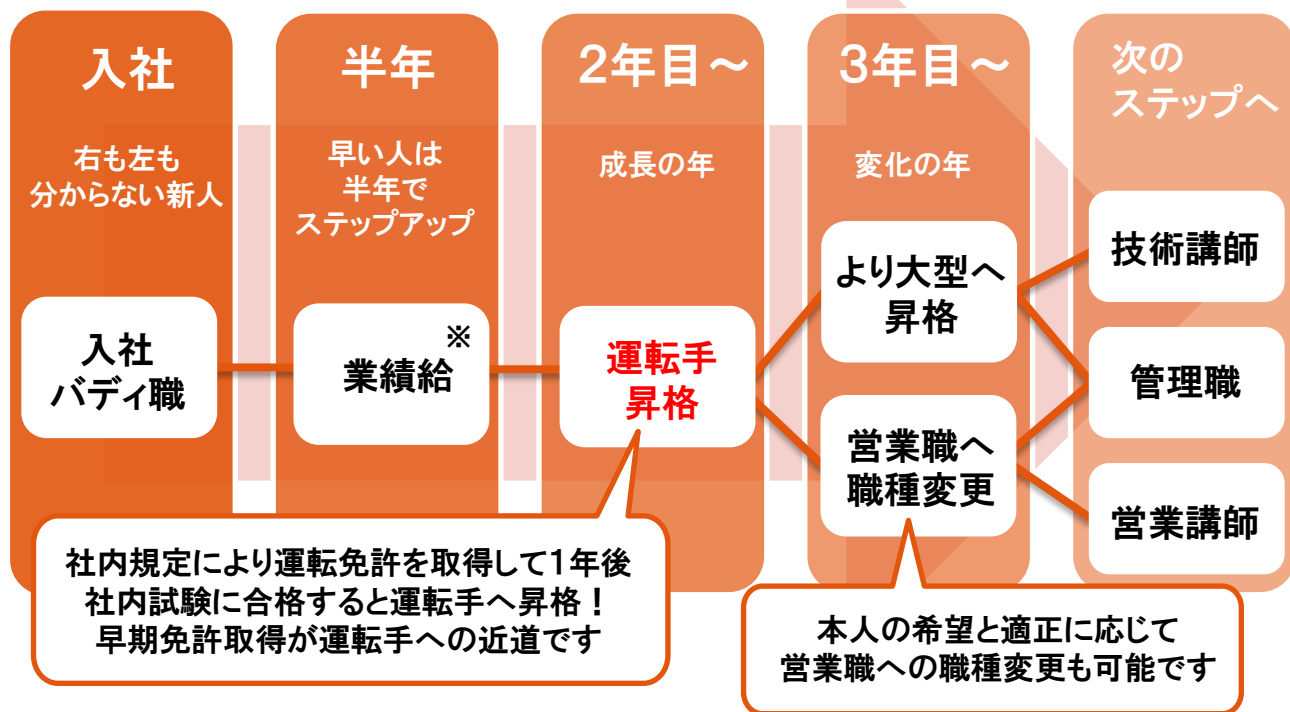 入社
右も左も
分からない新人
入社
バディ職
半年
早い人は
半年で
ステップアップ
※
業績給
2年目～
成長の年
運転手
昇格
3年目～
変化の年
より大型へ
昇格
営業職へ
職種変更
次の
ステップへ
技術講師
管理職
営業講師
社内規定により運転免許を取得して1年後
社内試験に合格すると運転手へ昇格！
早期免許取得が運転手への近道です
本人の希望と適正に応じて
営業職への職種変更も可能です